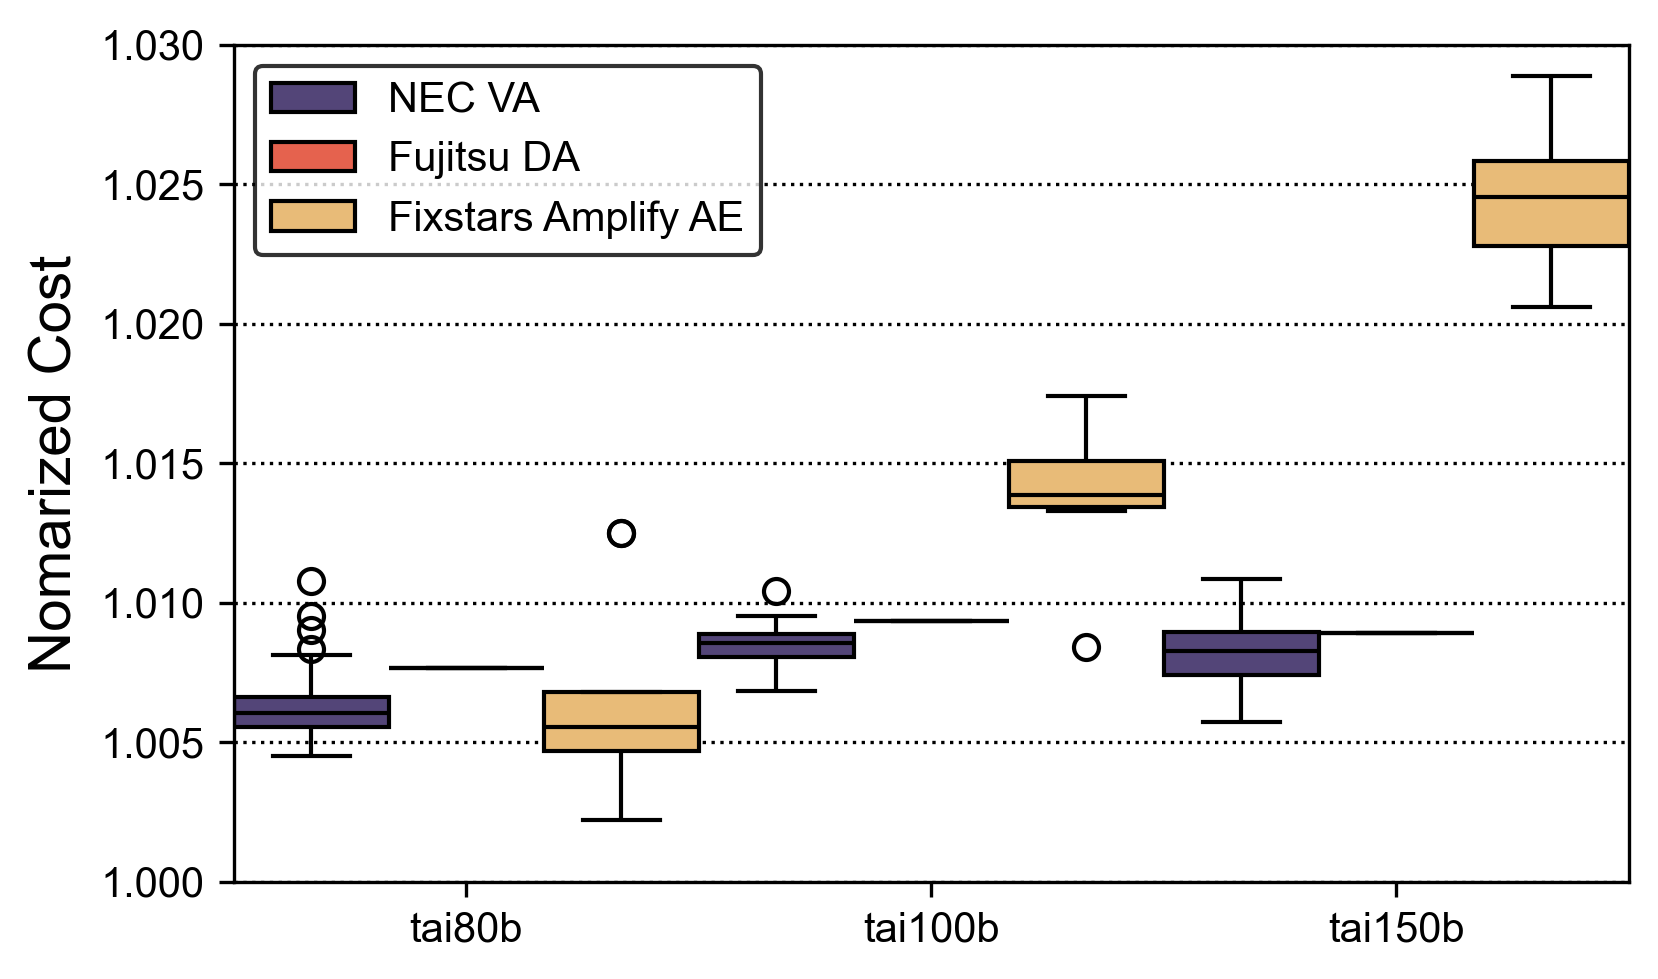 1.030
1.025
1.020
1.015
1.010
1.005
1.000
Nomarized Cost
NEC VA
Fujitsu DA
Fixstars Amplify AE
tai80b
tai100b
tai150b